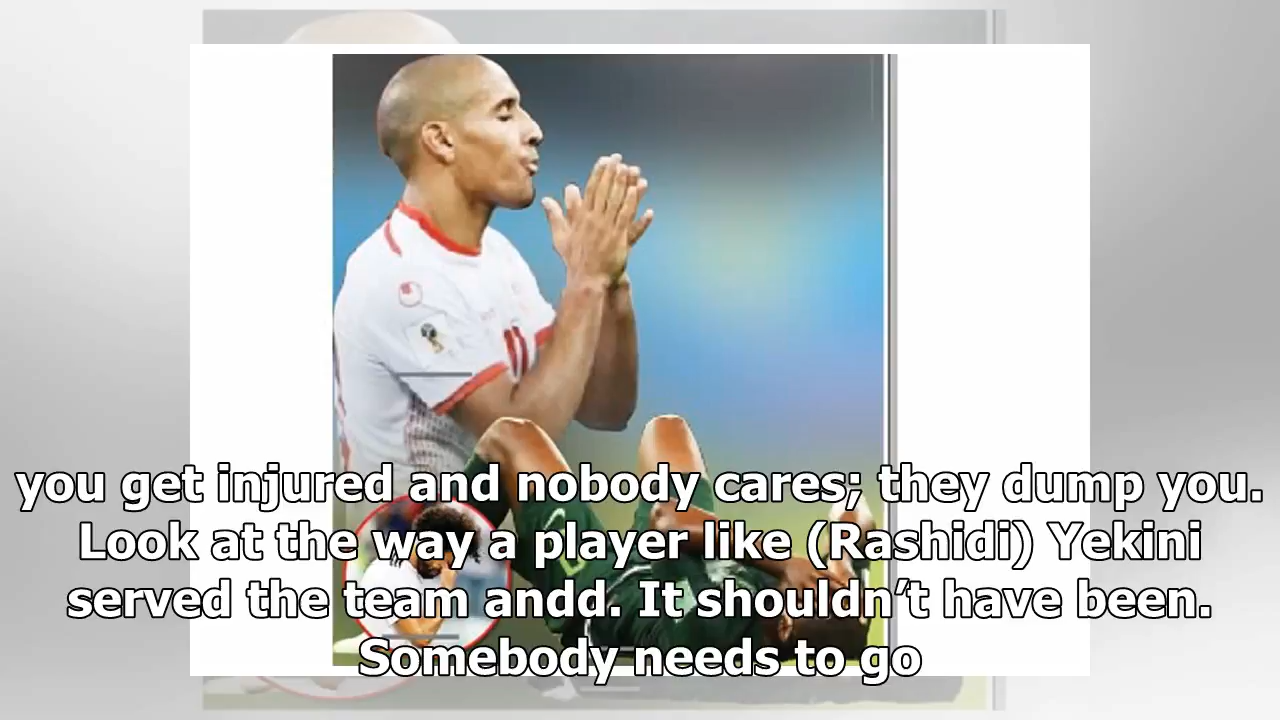 you get injured and nobody cares; they dump you.
Look at the way a player like (Rashidi) Yekini
served the team andd. It shouldn’t have been.
Somebody needs to go